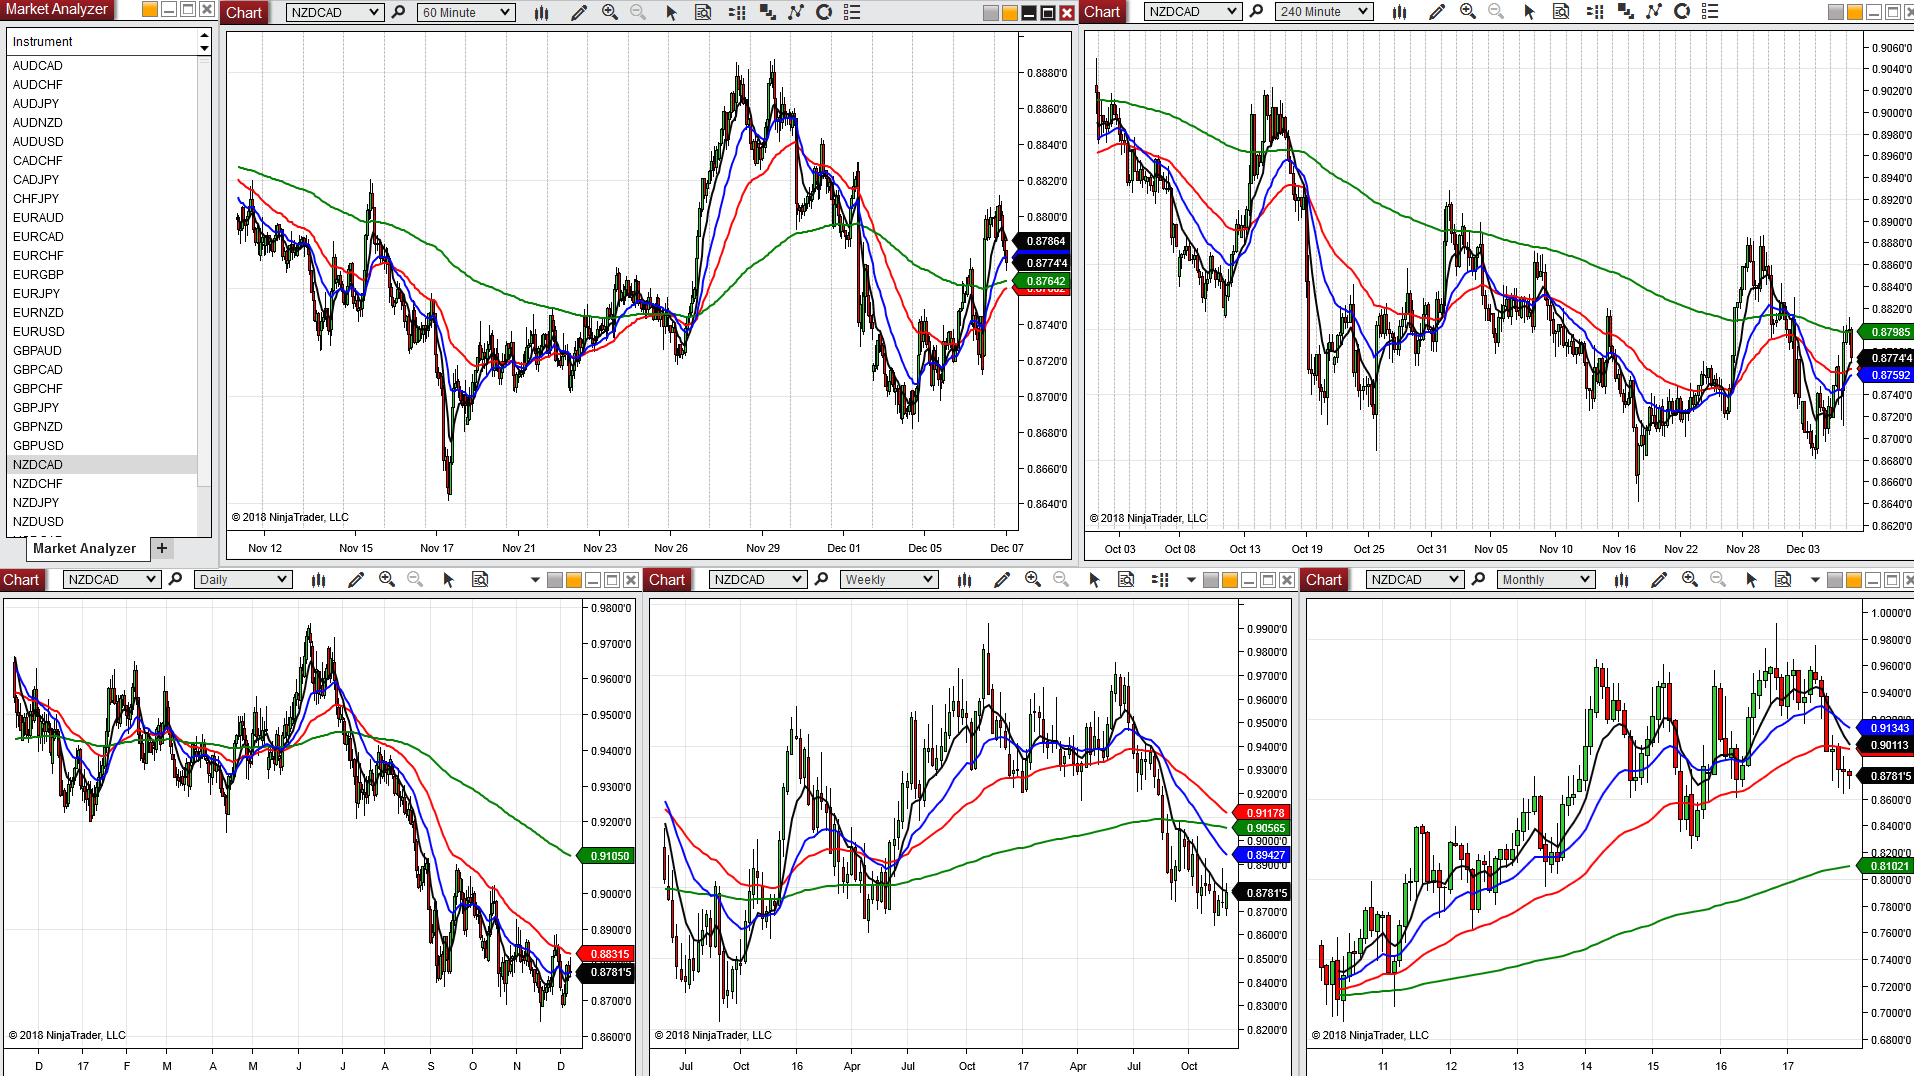 Market Analyzer
Instrument
AUDCAD
AUDCHF
AUDJPY
AUDNZD
AUDUSD
CADCHF
CADJPY
CHFJPY
EURAUD
EURCAD
EURCHF
EURGBP
EURJPY
EURNZD
EURUSD
GBPAUD
GBPCAD
GBPCHF
GBPJPY
GBPNZD
GBPUSD
NZDCAD
NZDCHF
NZDJPY
NZDUSD
Market Analyzer +
Chart NZDCAD 60 Minute
0.8880'0
0.8860'0
0.8840'0
0.8820'0
0.8800'0
0.87864
0.8774'4
0.87642
0.8740'0
0.8720'0
0.8700'0
0.8680'0
0.8660'0
0.8640'0
© 2018 NinjaTrader, LLC
Nov 12 Nov 15 Nov 17 Nov 21 Nov 23 Nov 26 Nov 29 Dec 01 Dec 05 Dec 07
Chart NZDCAD 240 Minute
0.9060'0
0.9040'0
0.9020'0
0.9000'0
0.8980'0
0.8960'0
0.8940'0
0.8920'0
0.8900'0
0.8880'0
0.8860'0
0.8840'0
0.8820'0
0.87985
0.8774'4
0.87592
0.8740'0
0.8720'0
0.8700'0
0.8680'0
0.8660'0
0.8640'0
0.8620'0
© 2018 NinjaTrader, LLC
Oct 03 Oct 08 Oct 13 Oct 19 Oct 25 Oct 31 Nov 05 Nov 10 Nov 16 Nov 22 Nov 28 Dec 03
Chart NZDCAD Daily
0.9800'0
0.9700'0
0.9600'0
0.9500'0
0.9400'0
0.9300'0
0.9200'0
0.91050
0.9000'0
0.8900'0
0.88315
0.8781'5
0.8700'0
0.8600'0
© 2018 NinjaTrader, LLC
D 17 F M A M J J A S O N D
Chart NZDCAD Weekly
0.9900'0
0.9800'0
0.9700'0
0.9600'0
0.9500'0
0.9400'0
0.9300'0
0.9200'0
0.91178
0.90565
0.9000'0
0.89427
0.8900'0
0.8781'5
0.8700'0
0.8600'0
0.8500'0
0.8400'0
0.8300'0
0.8200'0
© 2018 NinjaTrader, LLC
Jul Oct 16 Apr Jul Oct 17 Apr Jul Oct
Chart NZDCAD Monthly
1.0000'0
0.9800'0
0.9600'0
0.9400'0
0.91343
0.90113
0.8781'5
0.8600'0
0.8400'0
0.8200'0
0.81021
0.8000'0
0.7800'0
0.7600'0
0.7400'0
0.7200'0
0.7000'0
0.6800'0
© 2018 NinjaTrader, LLC
11 12 13 14 15 16 17